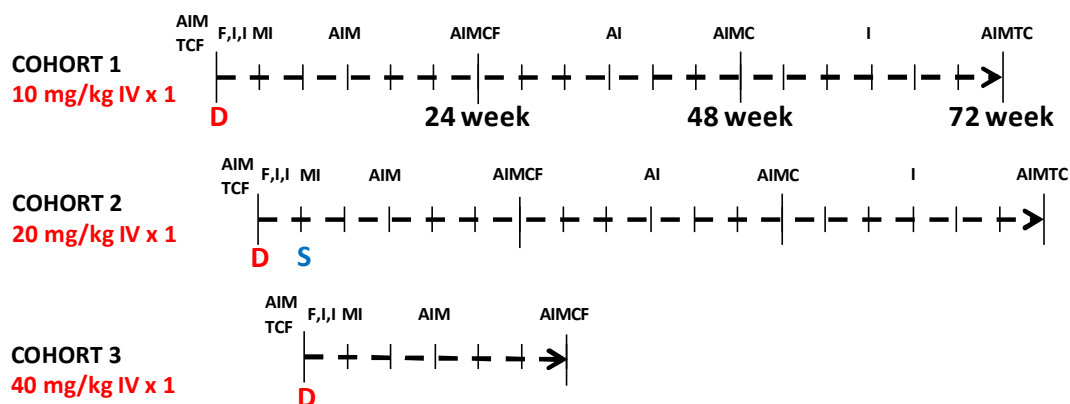 AIM
TCF
F,I,I MI AIM AIMCF AI AIMC I AIMTC
COHORT 1
10 mg/kg IV x 1
D 24 week 48 week 72 week
AIM
TCF
F,I,I MI AIM AIMCF AI AIMC I AIMTC
COHORT 2
20 mg/kg IV x 1
D S
AIM
TCF
F,I,I MI AIM AIMCF
COHORT 3
40 mg/kg IV x 1
D